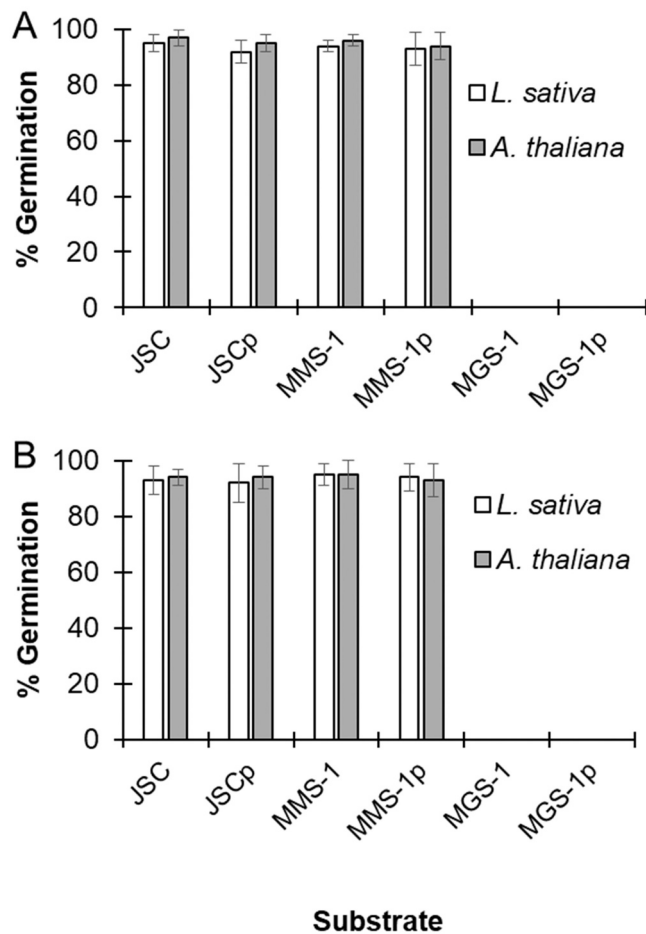 A
100
80
60
40
20
0
% Germination
L. sativa
A. thaliana
JSC
JSCp
MMS-1
MMS-1p
MGS-1
MGS-1p
B
100
80
60
40
20
0
% Germination
L. sativa
A. thaliana
JSC
JSCp
MMS-1
MMS-1p
MGS-1
MGS-1p
Substrate